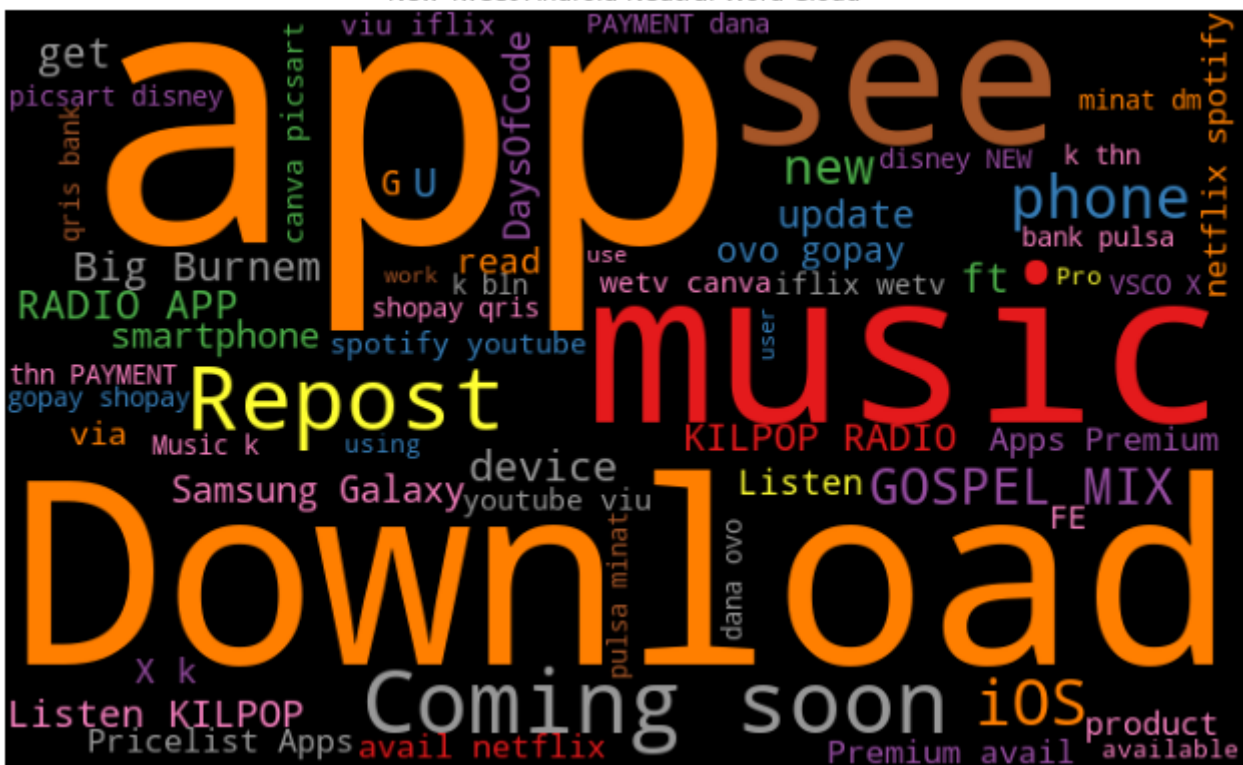 app
see
get
viu iflix
PAYMENT dana
picsart disney
canva picsart
DaysOfCode
minat dm
netflix spotify
qris bank
G U
new
disney NEW
k thn
phone
update
bank pulsa
ovo gopay
Big Burnem
work
read
k bln
use
wetv canva
iflix wetv
ft
Pro
VSCO X
RADIO APP
shopay qris
smartphone
spotify youtube
music
user
thn PAYMENT
gopay shopay
Repost
via
Music k
using
KILPOP RADIO
Apps Premium
device
Samsung Galaxy
youtube viu
Listen
GOSPEL MIX
FE
Download
pulsa minat
dana ovo
X k
Coming soon
iOS
Listen KILPOP
product
Pricelist Apps
avail netflix
Premium avail
available